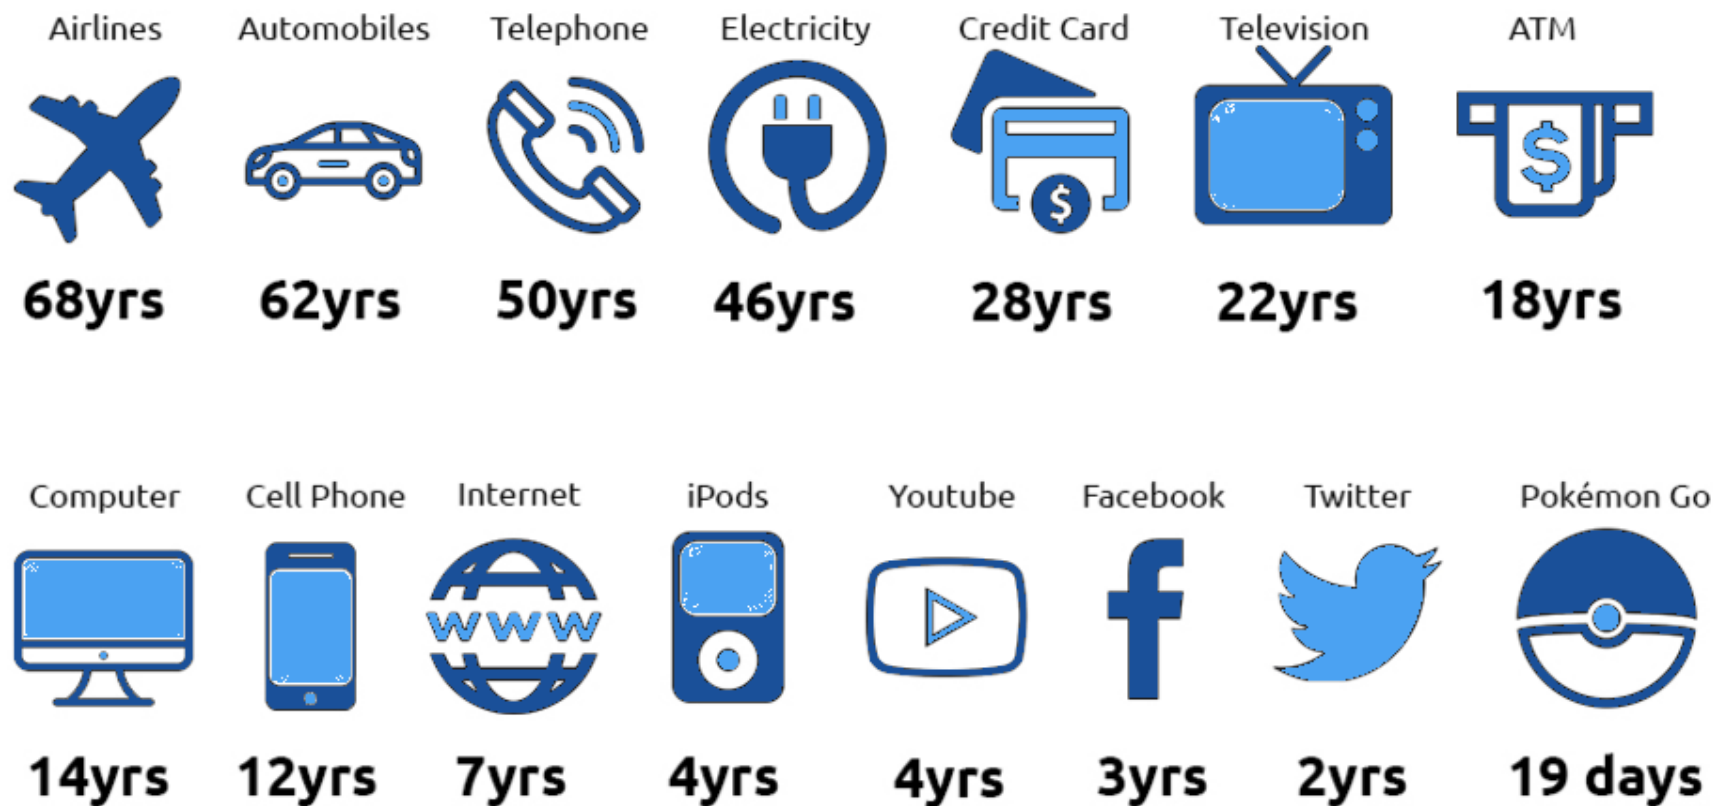 Airlines Automobiles Telephone Electricity Credit Card Television ATM
$ $
68yrs 62yrs 50yrs 46yrs 28yrs 22yrs 18yrs
Computer Cell Phone Internet iPods Youtube Facebook Twitter Pokémon Go
www f
14yrs 12yrs 7yrs 4yrs 4yrs 3yrs 2yrs 19 days